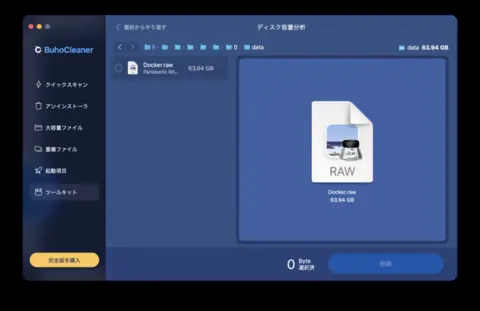 最初からやり直す
ディスク容量分析
BuhoCleaner
0
data
data 63.94 GB
Docker.raw
Panasonic RA...
63.94 GB
クイックスキャン
アンインストーラ
大容量ファイル
重複ファイル
起動項目
ツールキット
RAW
Docker.raw
63.94 GB
完全版を購入
0 Byte
選択済
削除